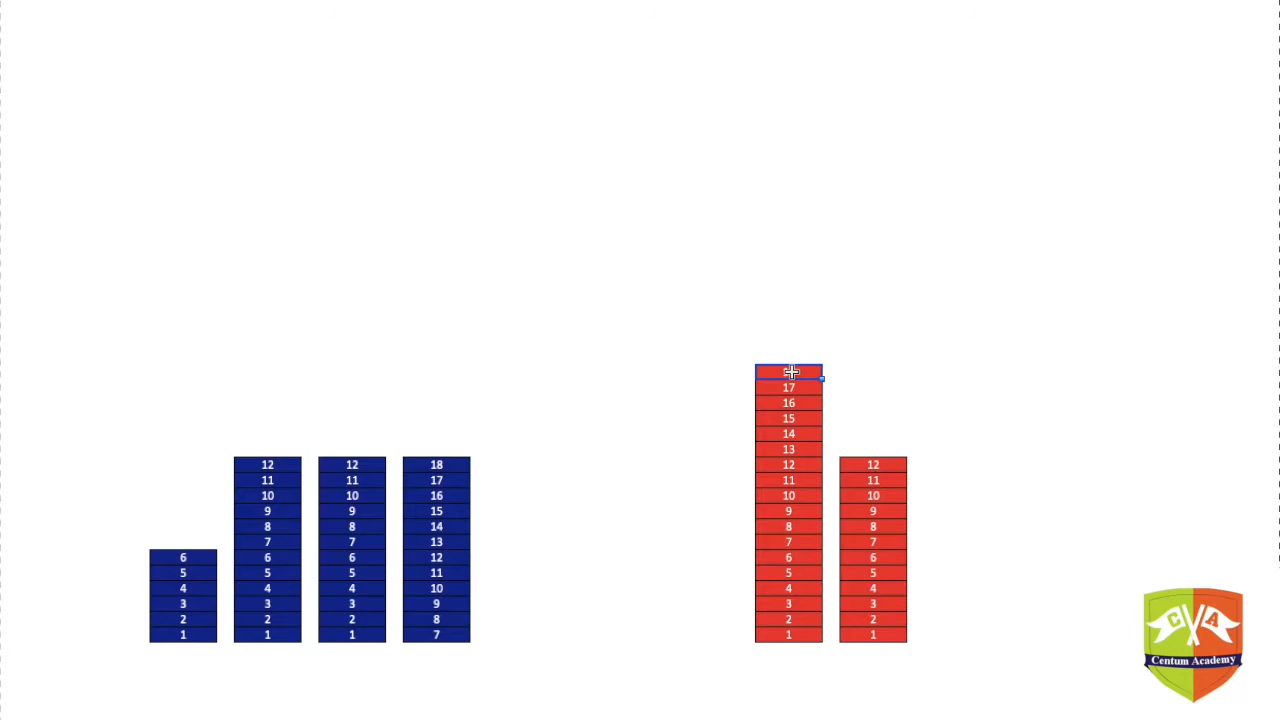 17
16
15
14
13
12 12 18 12 12
11 11 17 11 11
10 10 16 10 10
9 9 15 9 9
8 8 14 8 8
7 7 13 7 7
6 6 6 12 6 6
5 5 5 11 5 5
4 4 4 10 4 4
3 3 3 9 3 3
2 2 2 8 2 2
1 1 1 7 1 1
C A
Centum Academy